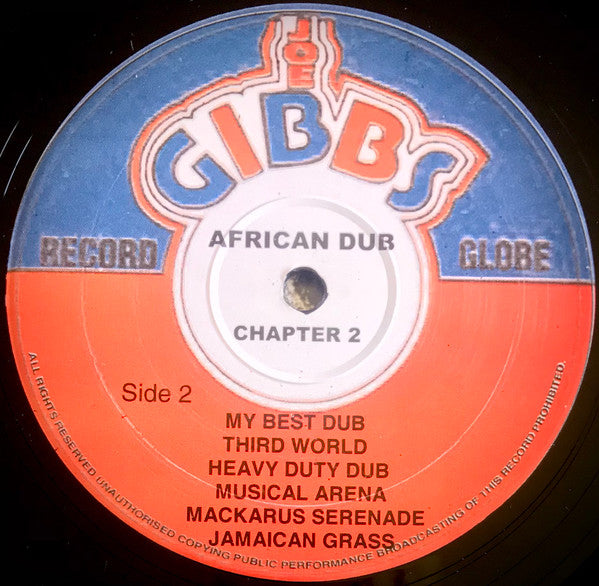 JOE
GIBBS
RECORD GLOBE
AFRICAN DUB
CHAPTER 2
Side 2
MY BEST DUB
THIRD WORLD
HEAVY DUTY DUB
MUSICAL ARENA
MACKARUS SERENADE
JAMAICAN GRASS
ALL RIGHTS RESERVED UNAUTHORISED COPYING PUBLIC PERFORMANCE BROADCASTING OF THIS RECORD PROHIBITED.